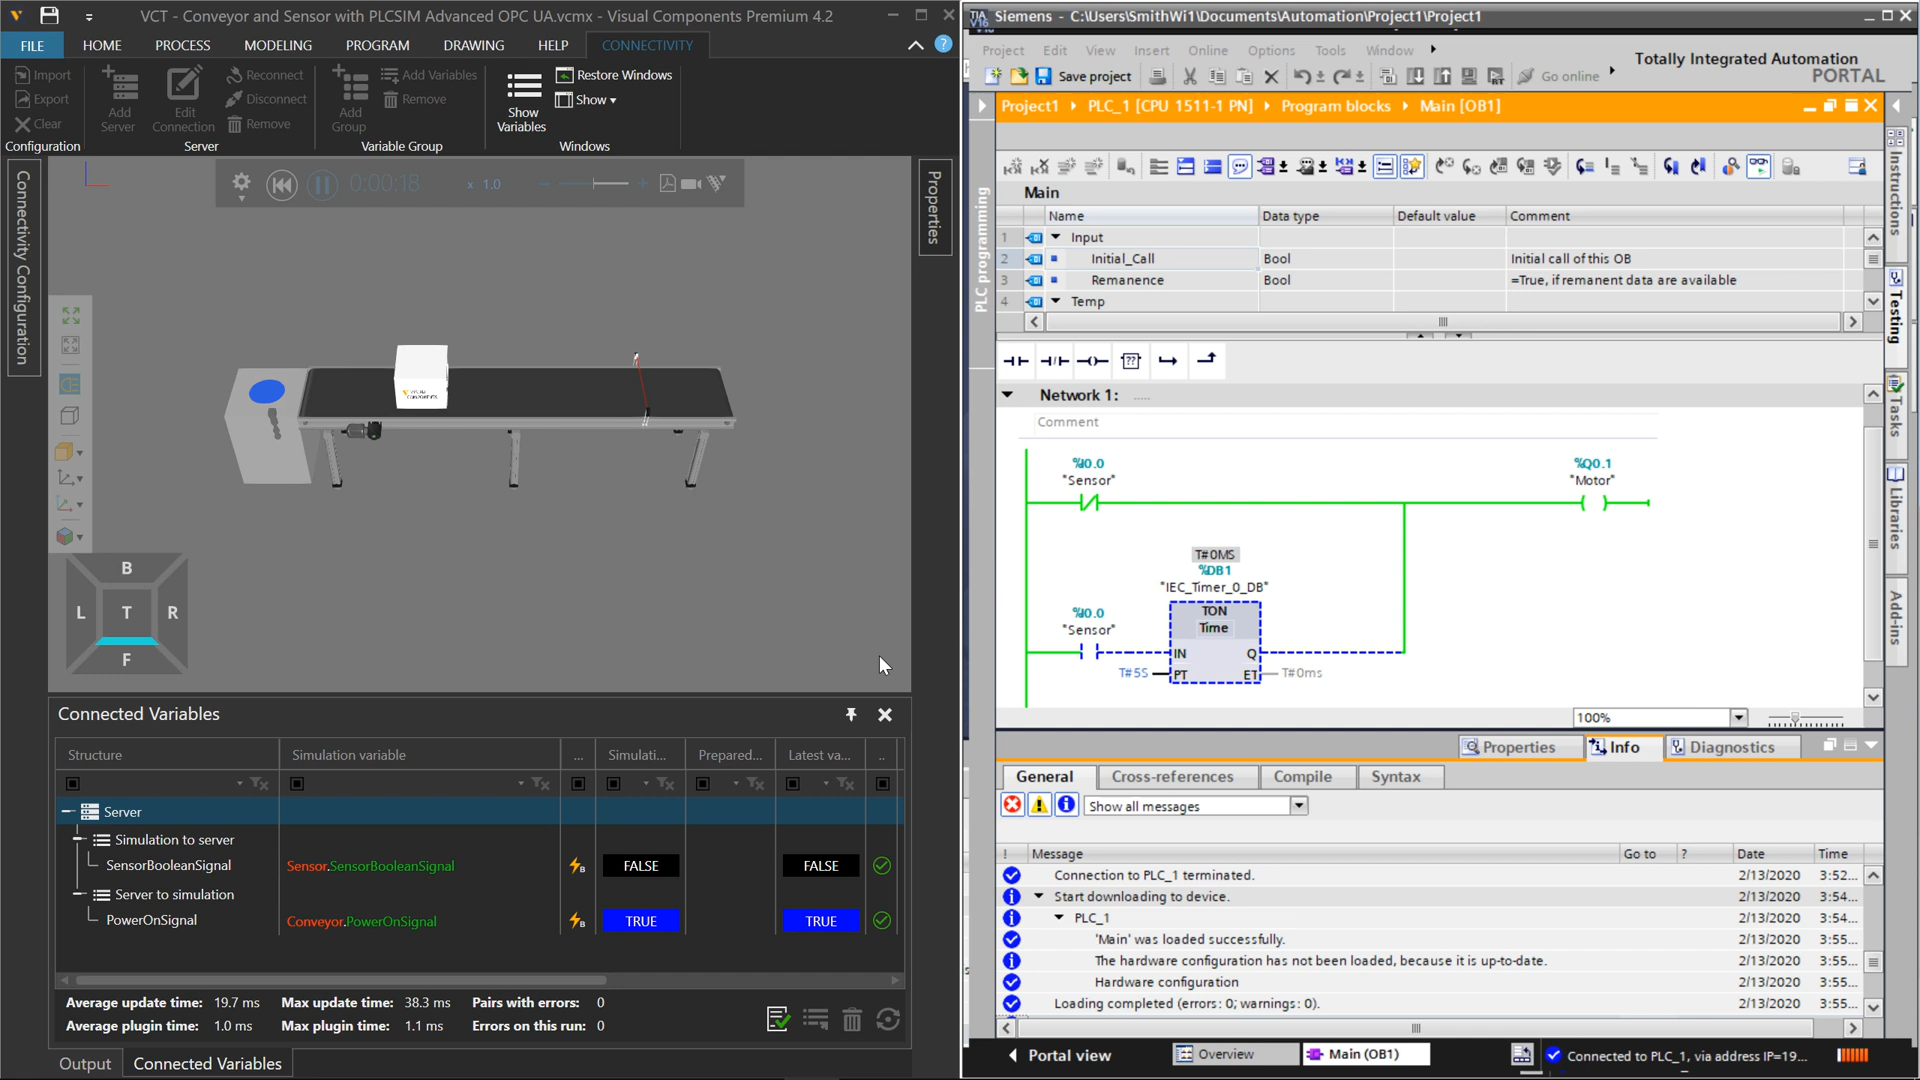 VCT - Conveyor and Sensor with PLCSIM Advanced OPC UA.vcmx - Visual Components Premium 4.2
FILE HOME PROCESS MODELING PROGRAM DRAWING HELP CONNECTIVITY
Import
Export
Clear
Configuration
Add Server
Edit Connection
Reconnect
Disconnect
Remove
Server
Add Group
Add Variables
Remove
Variable Group
Show Variables
Restore Windows
Show
Windows
Connectivity Configuration
0:00:18
x 1.0
Properties
B
L T R
F
Connected Variables
Structure Simulation variable ... Simulati... Prepared... Latest va... ..
Server
Simulation to server
SensorBooleanSignal Sensor.SensorBooleanSignal FALSE FALSE
Server to simulation
PowerOnSignal Conveyor.PowerOnSignal TRUE TRUE
Average update time: 19.7 ms Max update time: 38.3 ms Pairs with errors: 0
Average plugin time: 1.0 ms Max plugin time: 1.1 ms Errors on this run: 0
Output Connected Variables
TIA V16
Siemens - C:\Users\SmithWi1\Documents\Automation\Project1\Project1
Project Edit View Insert Online Options Tools Window
Totally Integrated Automation
PORTAL
Save project
Go online
Project1 PLC_1 [CPU 1511-1 PN] Program blocks Main [OB1]
PLC programming
Main
Name Data type Default value Comment
1 Input
2 Initial_Call Bool Initial call of this OB
3 Remanence Bool =True, if remanent data are available
4 Temp
??
Network 1: .....
Comment
%I0.0
"Sensor"
%Q0.1
"Motor"
T#0MS
%DB1
"IEC_Timer_0_DB"
%I0.0
"Sensor"
TON
Time
IN Q
T#5S PT ET T#0ms
100%
Properties Info Diagnostics
General Cross-references Compile Syntax
Show all messages
! Message Go to ? Date Time
Connection to PLC_1 terminated. 2/13/2020 3:52...
Start downloading to device. 2/13/2020 3:54...
PLC_1 2/13/2020 3:54...
'Main' was loaded successfully. 2/13/2020 3:55...
The hardware configuration has not been loaded, because it is up-to-date. 2/13/2020 3:55...
Hardware configuration 2/13/2020 3:55...
Loading completed (errors: 0; warnings: 0). 2/13/2020 3:55...
Portal view Overview Main (OB1) Connected to PLC_1, via address IP=19...
Instructions
Testing
Tasks
Libraries
Add-ins